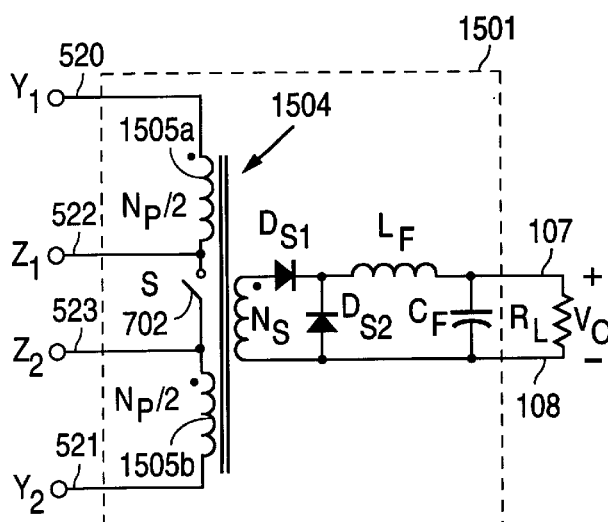 1501
520
Y1
1504
1505a
NP/2
522
Z1
DS1
LF
107
+
S
702
523
NS
DS2
CF
RL
VO
Z2
−
108
NP/2
521
1505b
Y2